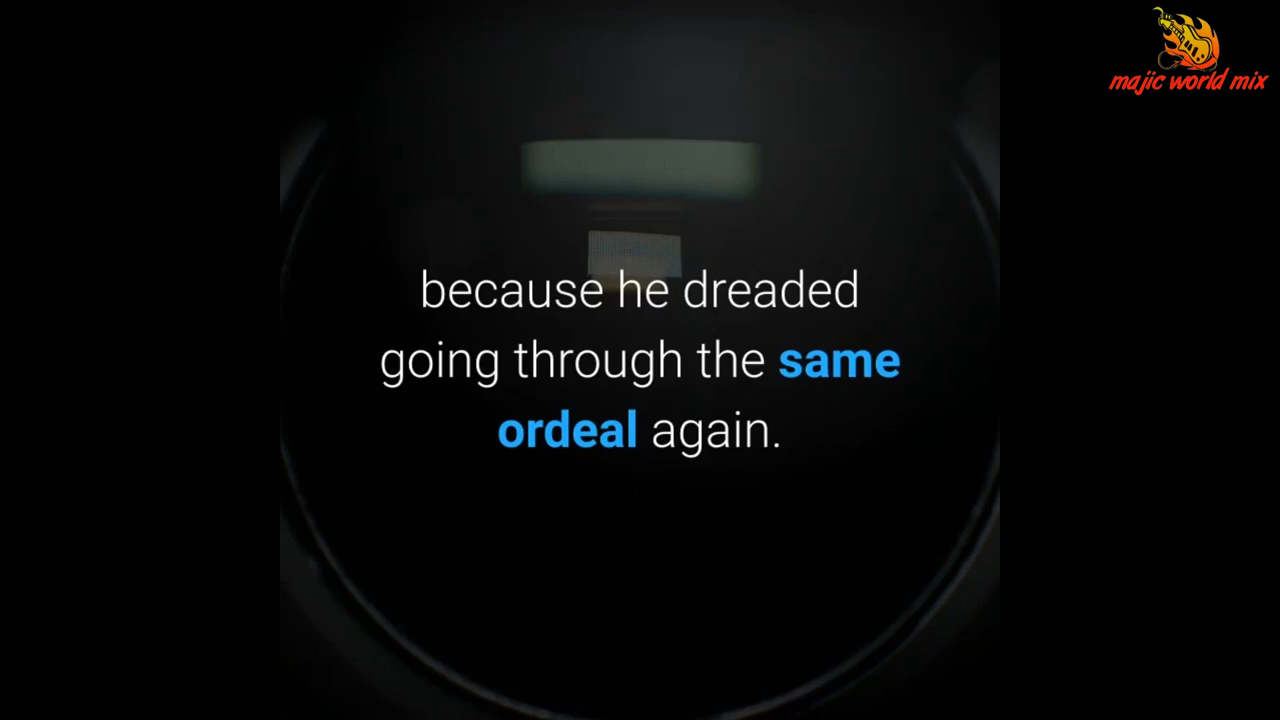 majic world mix
because he dreaded
going through the same
ordeal again.